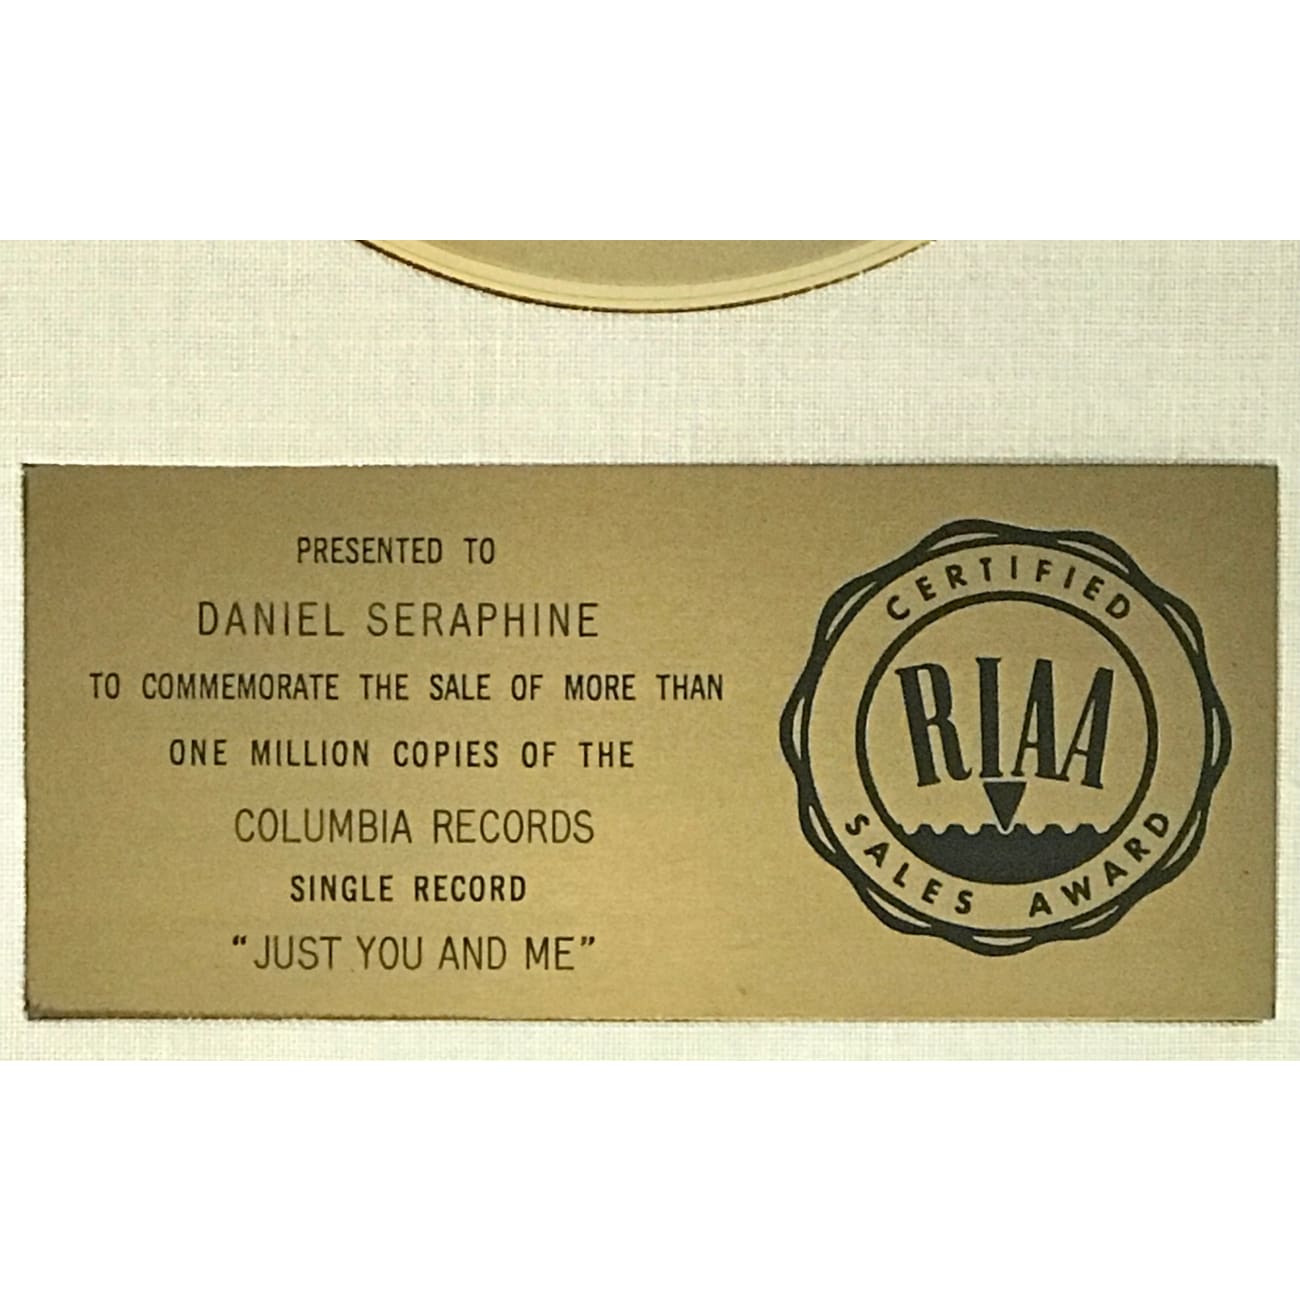 PRESENTED TO
DANIEL SERAPHINE
TO COMMEMORATE THE SALE OF MORE THAN
ONE MILLION COPIES OF THE
COLUMBIA RECORDS
SINGLE RECORD
“JUST YOU AND ME”
CERTIFIED
RIAA
SALES AWARD